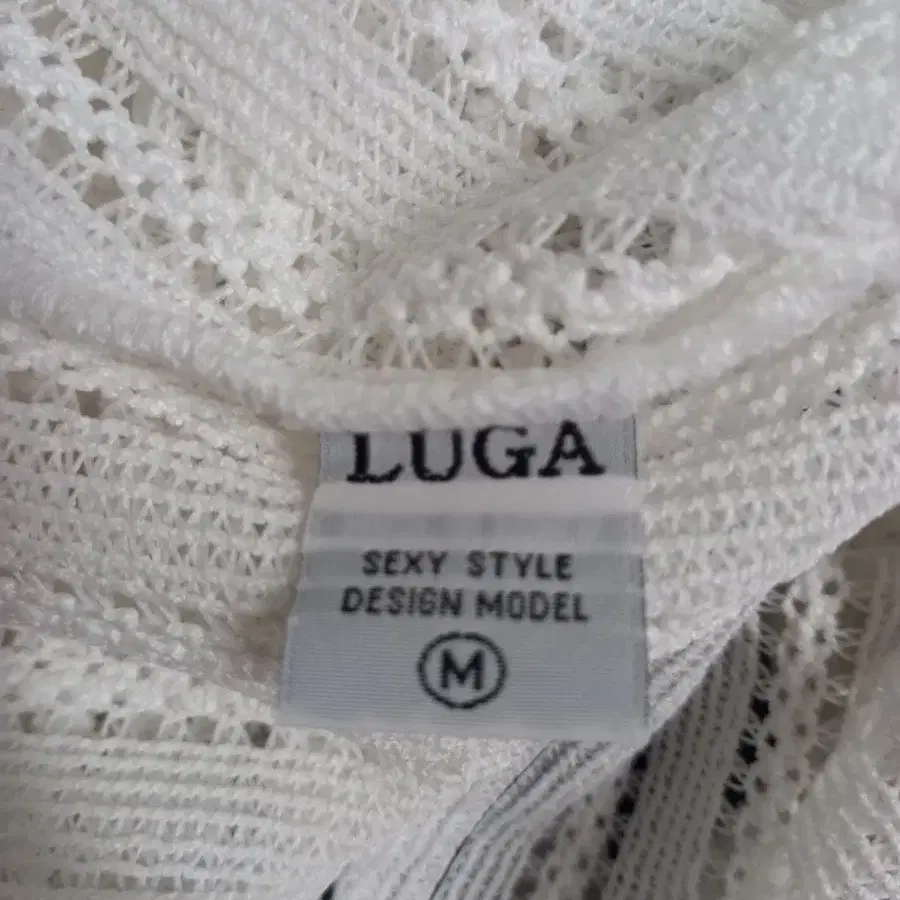 LUGA
SEXY STYLE
DESIGN MODEL
M